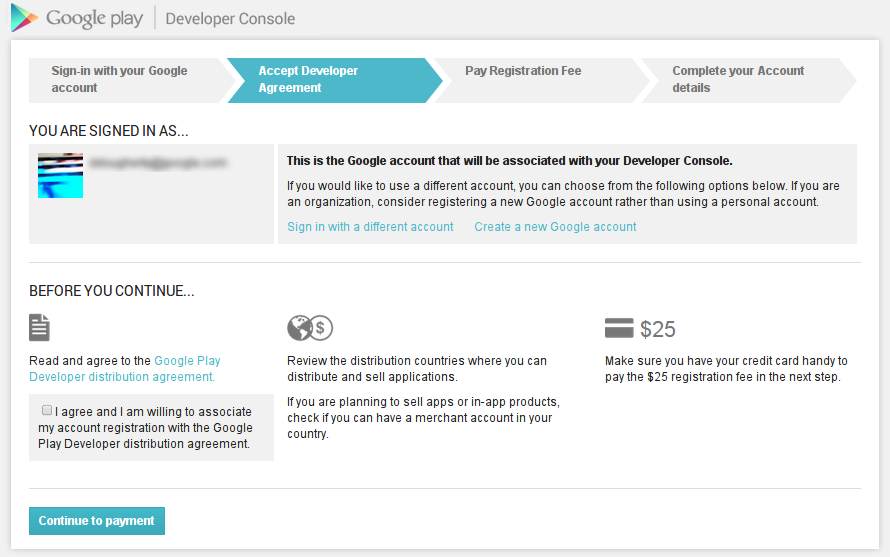 Google play Developer Console
Sign-in with your Google
account
Accept Developer
Agreement
Pay Registration Fee
Complete your Account
details
YOU ARE SIGNED IN AS...
This is the Google account that will be associated with your Developer Console.
If you would like to use a different account, you can choose from the following options below. If you are
an organization, consider registering a new Google account rather than using a personal account.
Sign in with a different account Create a new Google account
BEFORE YOU CONTINUE...
Read and agree to the Google Play
Developer distribution agreement.
I agree and I am willing to associate
my account registration with the Google
Play Developer distribution agreement.
$
Review the distribution countries where you can
distribute and sell applications.
If you are planning to sell apps or in-app products,
check if you can have a merchant account in your
country.
$25
Make sure you have your credit card handy to
pay the $25 registration fee in the next step.
Continue to payment